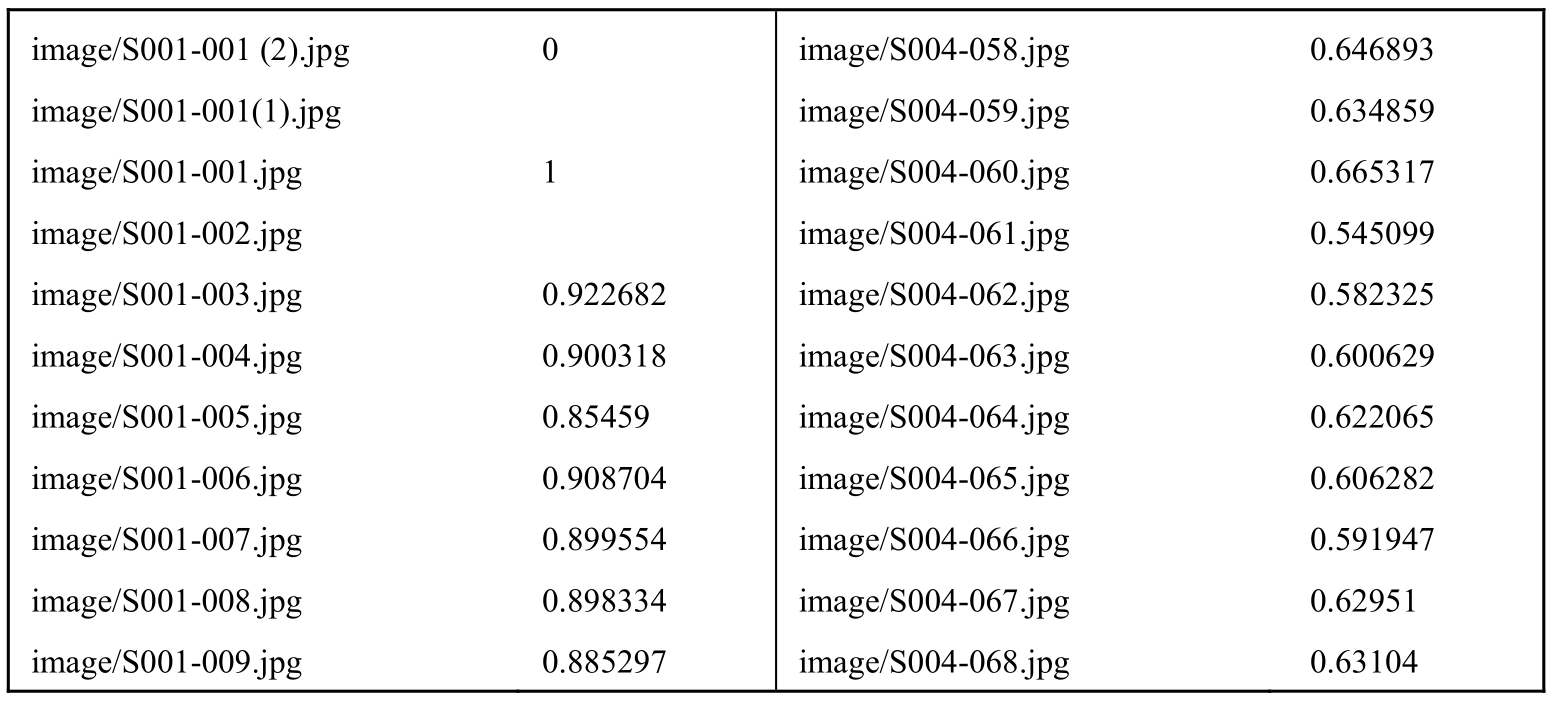 image/S001-001 (2).jpg 0 image/S004-058.jpg 0.646893
image/S001-001(1).jpg image/S004-059.jpg 0.634859
image/S001-001.jpg 1 image/S004-060.jpg 0.665317
image/S001-002.jpg image/S004-061.jpg 0.545099
image/S001-003.jpg 0.922682 image/S004-062.jpg 0.582325
image/S001-004.jpg 0.900318 image/S004-063.jpg 0.600629
image/S001-005.jpg 0.85459 image/S004-064.jpg 0.622065
image/S001-006.jpg 0.908704 image/S004-065.jpg 0.606282
image/S001-007.jpg 0.899554 image/S004-066.jpg 0.591947
image/S001-008.jpg 0.898334 image/S004-067.jpg 0.62951
image/S001-009.jpg 0.885297 image/S004-068.jpg 0.63104